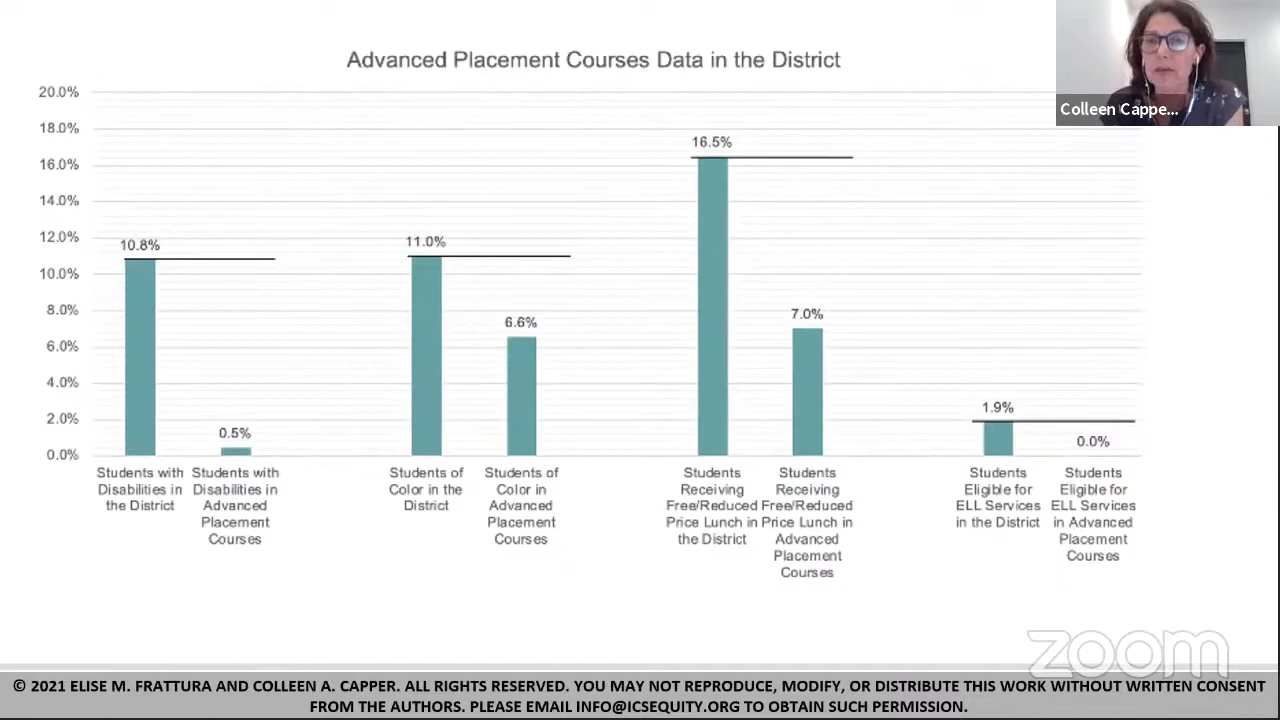 Advanced Placement Courses Data in the District
Colleen Cappe...
20.0%
18.0%
16.0%
14.0%
12.0%
10.0%
8.0%
6.0%
4.0%
2.0%
0.0%
10.8%
0.5%
11.0%
6.6%
16.5%
7.0%
1.9%
0.0%
Students with
Disabilities in
the District
Students with
Disabilities in
Advanced
Placement
Courses
Students of
Color in the
District
Students of
Color in
Advanced
Placement
Courses
Students
Receiving
Free/Reduced
Price Lunch in
the District
Students
Receiving
Free/Reduced
Price Lunch in
Advanced
Placement
Courses
Students
Eligible for
ELL Services
in the District
Students
Eligible for
ELL Services
in Advanced
Placement
Courses
zoom
© 2021 ELISE M. FRATTURA AND COLLEEN A. CAPPER. ALL RIGHTS RESERVED. YOU MAY NOT REPRODUCE, MODIFY, OR DISTRIBUTE THIS WORK WITHOUT WRITTEN CONSENT
FROM THE AUTHORS. PLEASE EMAIL INFO@ICSEQUITY.ORG TO OBTAIN SUCH PERMISSION.